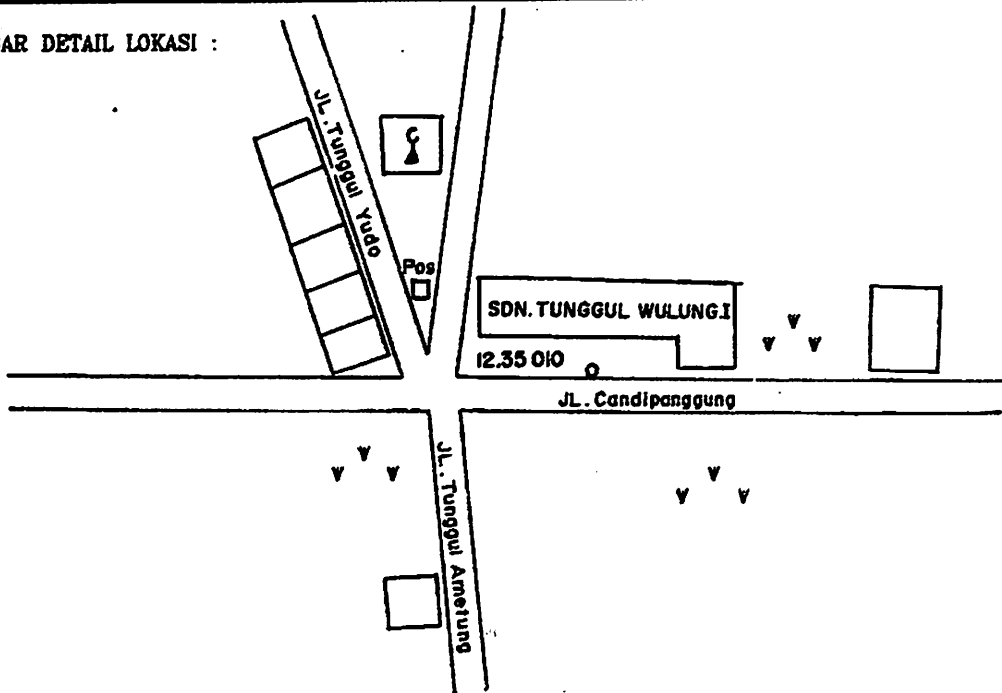 AR DETAIL LOKASI :
JL. Tunggul Yudo
Pos
SDN. TUNGGUL WULUNG.I
12.35 010
JL. Candipanggung
JL. Tunggul Ametung